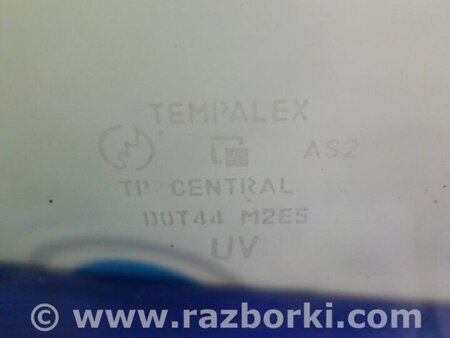 TEMPALEX
AS2
TP CENTRAL
DOT44 M2E5
UV
© www.razborki.com